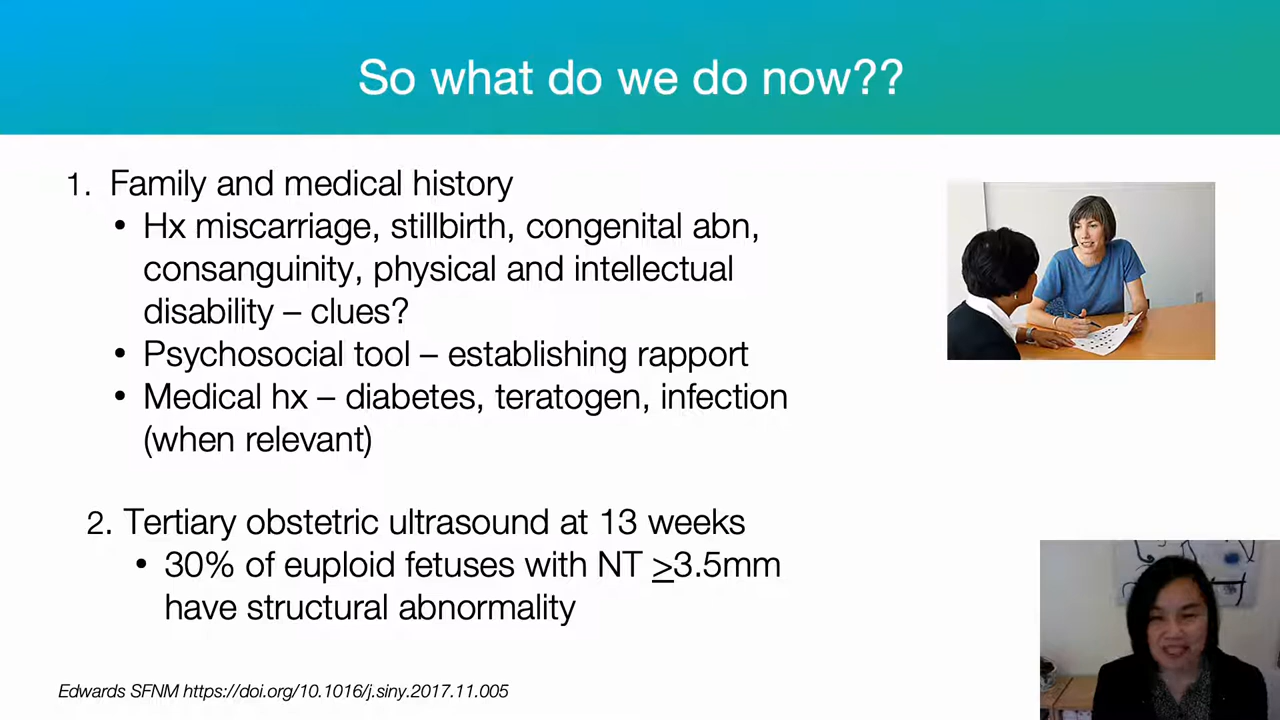 So what do we do now??
1. Family and medical history
• Hx miscarriage, stillbirth, congenital abn,
consanguinity, physical and intellectual
disability – clues?
• Psychosocial tool – establishing rapport
• Medical hx – diabetes, teratogen, infection
(when relevant)
2. Tertiary obstetric ultrasound at 13 weeks
• 30% of euploid fetuses with NT >3.5mm
have structural abnormality
Edwards SFNM https://doi.org/10.1016/j.siny.2017.11.005